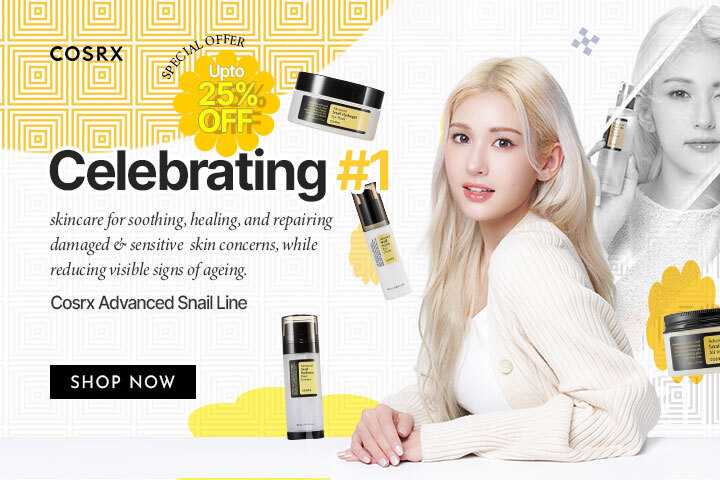 COSRX
SPECIAL OFFER
Upto
25%
OFF
Celebrating #1
skincare for soothing, healing, and repairing
damaged & sensitive skin concerns, while
reducing visible signs of ageing.
Cosrx Advanced Snail Line
SHOP NOW